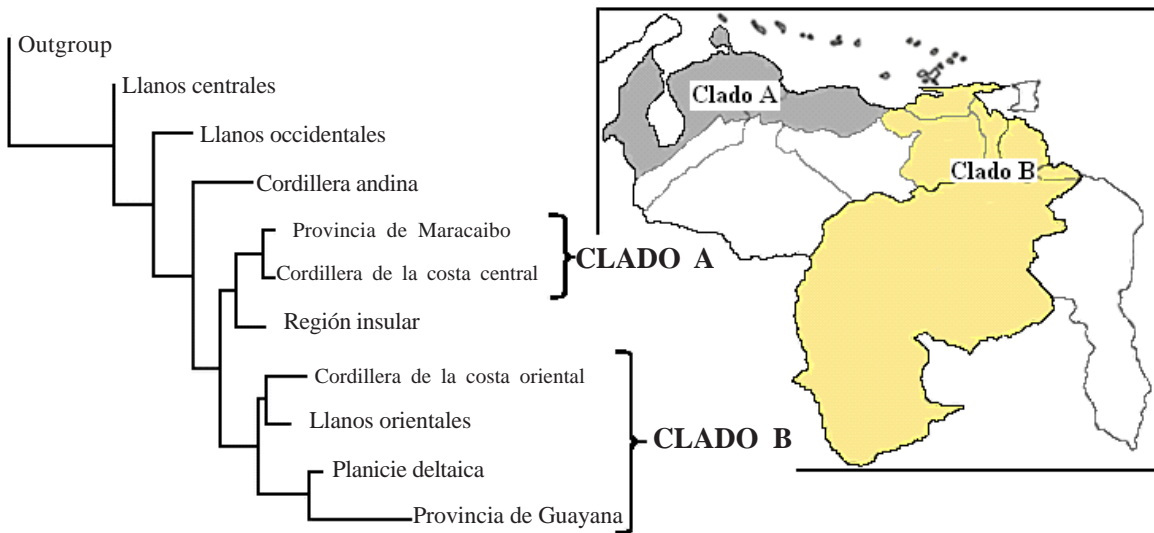 Outgroup
Llanos centrales
Llanos occidentales
Cordillera andina
Provincia de Maracaibo
Cordillera de la costa central
CLADO A
Región insular
Cordillera de la costa oriental
Llanos orientales
CLADO B
Planicie deltaica
Provincia de Guayana
Clado A
Clado B